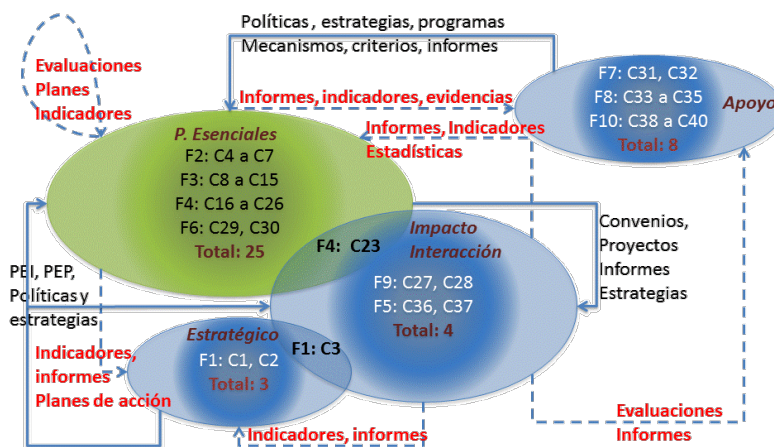 Políticas , estrategias, programas
Mecanismos, criterios, informes
Evaluaciones
Planes
Indicadores
Informes, indicadores, evidencias
F7: C31, C32
F8: C33 a C35
F10: C38 a C40
Total: 8
Apoyo
Informes, Indicadores
Estadísticas
P. Esenciales
F2: C4 a C7
F3: C8 a C15
F4: C16 a C26
F6: C29, C30
Total: 25
F4: C23
Impacto
Interacción
F9: C27, C28
F5: C36, C37
Total: 4
Convenios,
Proyectos
Informes
Estrategias
PEI, PEP,
Políticas y
estrategias
Estratégico
F1: C1, C2
Total: 3
F1: C3
Indicadores,
informes
Planes de acción
Indicadores, informes
Evaluaciones
Informes